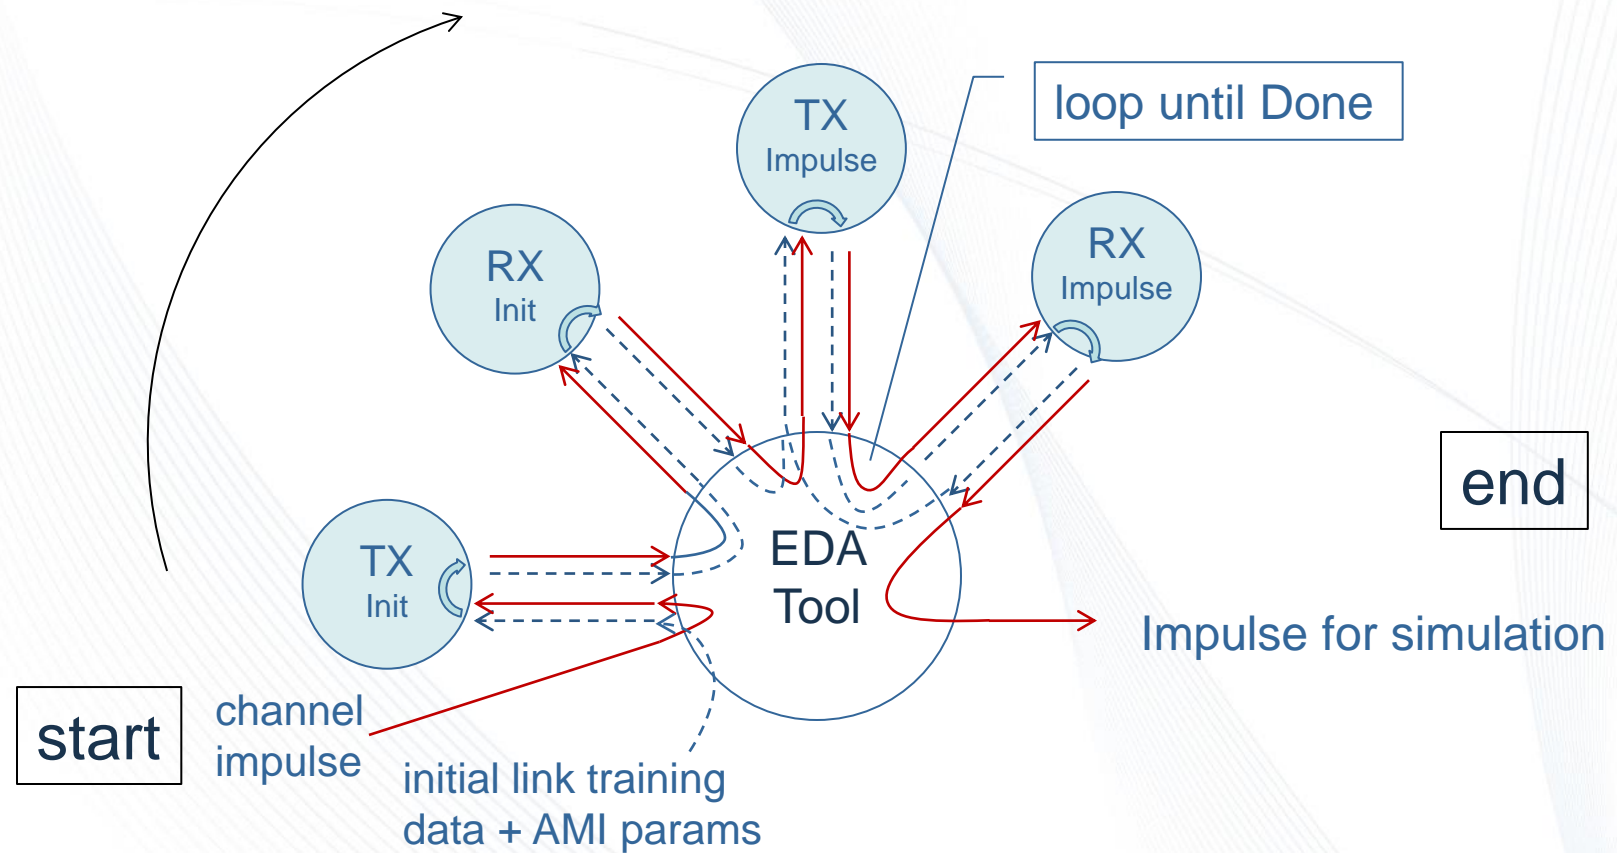 TX
Impulse
loop until Done
RX
Init
RX
Impulse
end
EDA
Tool
TX
Init
Impulse for simulation
start
channel
impulse
initial link training
data + AMI params